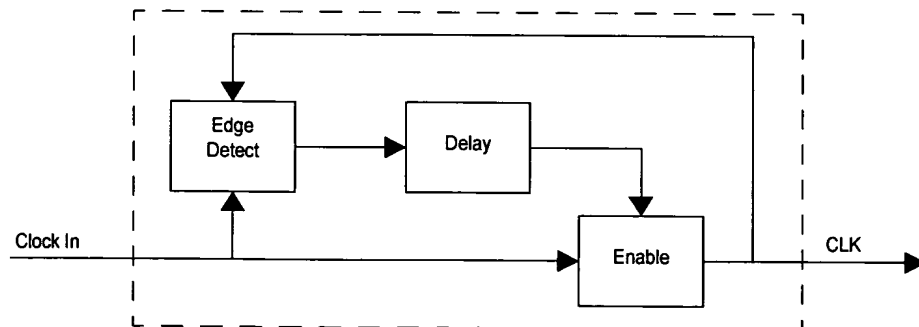 Edge
Detect
Delay
Clock In
Enable
CLK